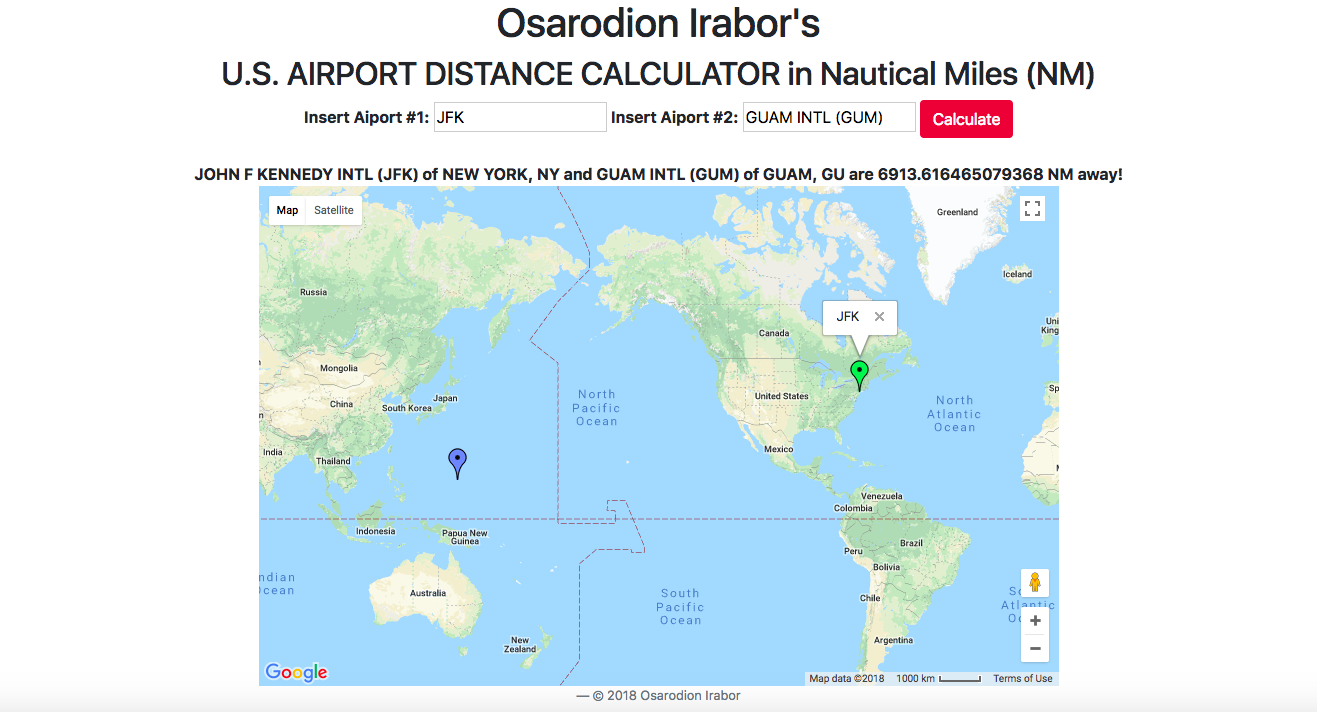 Osarodion Irabor's
U.S. AIRPORT DISTANCE CALCULATOR in Nautical Miles (NM)
Insert Aiport #1: JFK Insert Aiport #2: GUAM INTL (GUM) Calculate
JOHN F KENNEDY INTL (JFK) of NEW YORK, NY and GUAM INTL (GUM) of GUAM, GU are 6913.616465079368 NM away!
Map Satellite
Greenland
Iceland
Russia
JFK
Uni
King
Canada
Mongolia
Sp
United States
Japan
China
South Korea
North
Pacific
Ocean
North
Atlantic
Ocean
India
Mexico
Thailand
Venezuela
Colombia
Indonesia
Papua New
Guinea
Brazil
Peru
Bolivia
ndian
Ocean
Australia
Chile
South
Pacific
Ocean
Atlantic
New
Zealand
Argentina
Google
Map data ©2018 1000 km Terms of Use
— © 2018 Osarodion Irabor